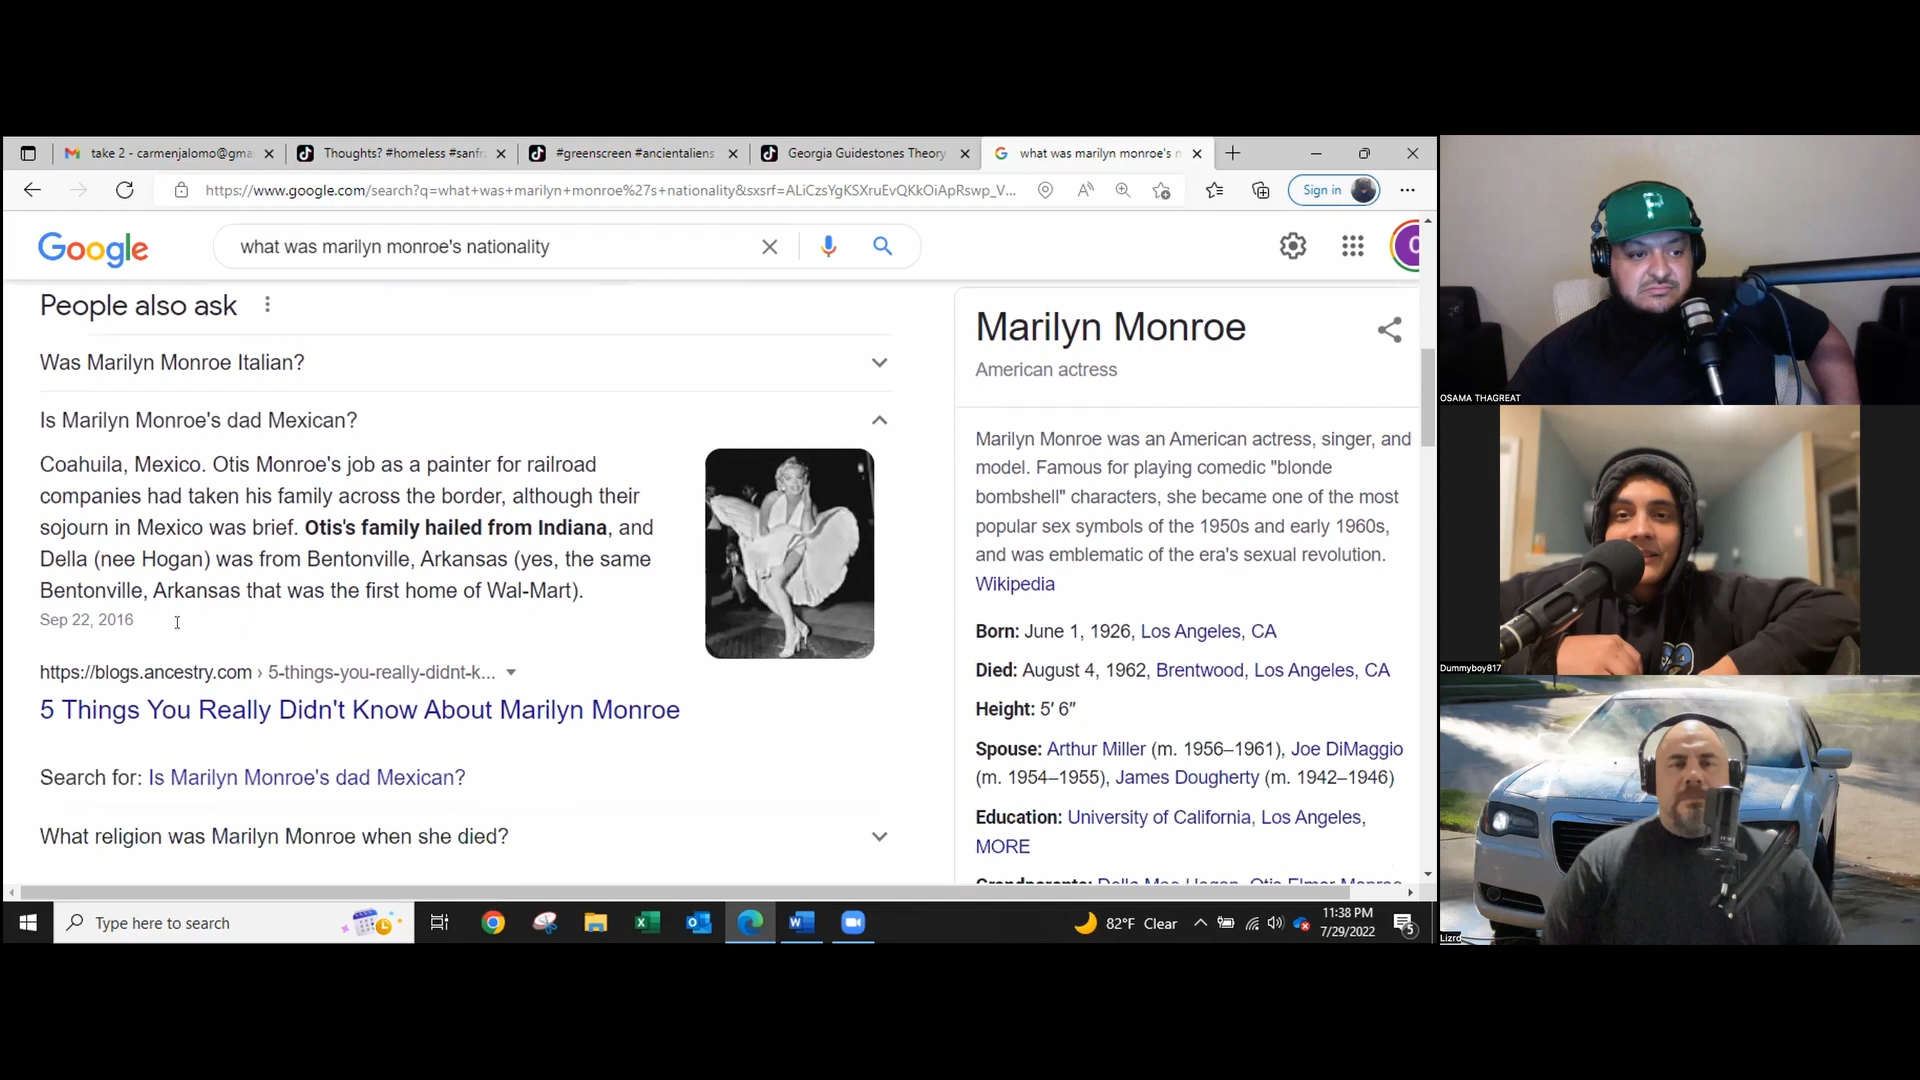 take 2 - carmenjalomo@gma
Thoughts? #homeless #sanfr
#greenscreen #ancientaliens
Georgia Guidestones Theory
what was marilyn monroe's n
https://www.google.com/search?q=what+was+marilyn+monroe%27s+nationality&sxsrf=ALiCzsYgKSXruEvQKkOiApRswp_V...
Sign in
Google
what was marilyn monroe's nationality
People also ask
Was Marilyn Monroe Italian?
Is Marilyn Monroe's dad Mexican?
Coahuila, Mexico. Otis Monroe's job as a painter for railroad
companies had taken his family across the border, although their
sojourn in Mexico was brief. Otis's family hailed from Indiana, and
Della (nee Hogan) was from Bentonville, Arkansas (yes, the same
Bentonville, Arkansas that was the first home of Wal-Mart).
Sep 22, 2016
https://blogs.ancestry.com › 5-things-you-really-didnt-k...
5 Things You Really Didn't Know About Marilyn Monroe
Search for: Is Marilyn Monroe's dad Mexican?
What religion was Marilyn Monroe when she died?
Marilyn Monroe
American actress
Marilyn Monroe was an American actress, singer, and
model. Famous for playing comedic "blonde
bombshell" characters, she became one of the most
popular sex symbols of the 1950s and early 1960s,
and was emblematic of the era's sexual revolution.
Wikipedia
Born: June 1, 1926, Los Angeles, CA
Died: August 4, 1962, Brentwood, Los Angeles, CA
Height: 5′ 6″
Spouse: Arthur Miller (m. 1956–1961), Joe DiMaggio
(m. 1954–1955), James Dougherty (m. 1942–1946)
Education: University of California, Los Angeles,
MORE
Grandparents: Della Mae Hogan, Otis Elmer Monroe
Type here to search
82°F Clear
11:38 PM
7/29/2022
5
P
OSAMA THAGREAT
Dummyboy817
Lizrd